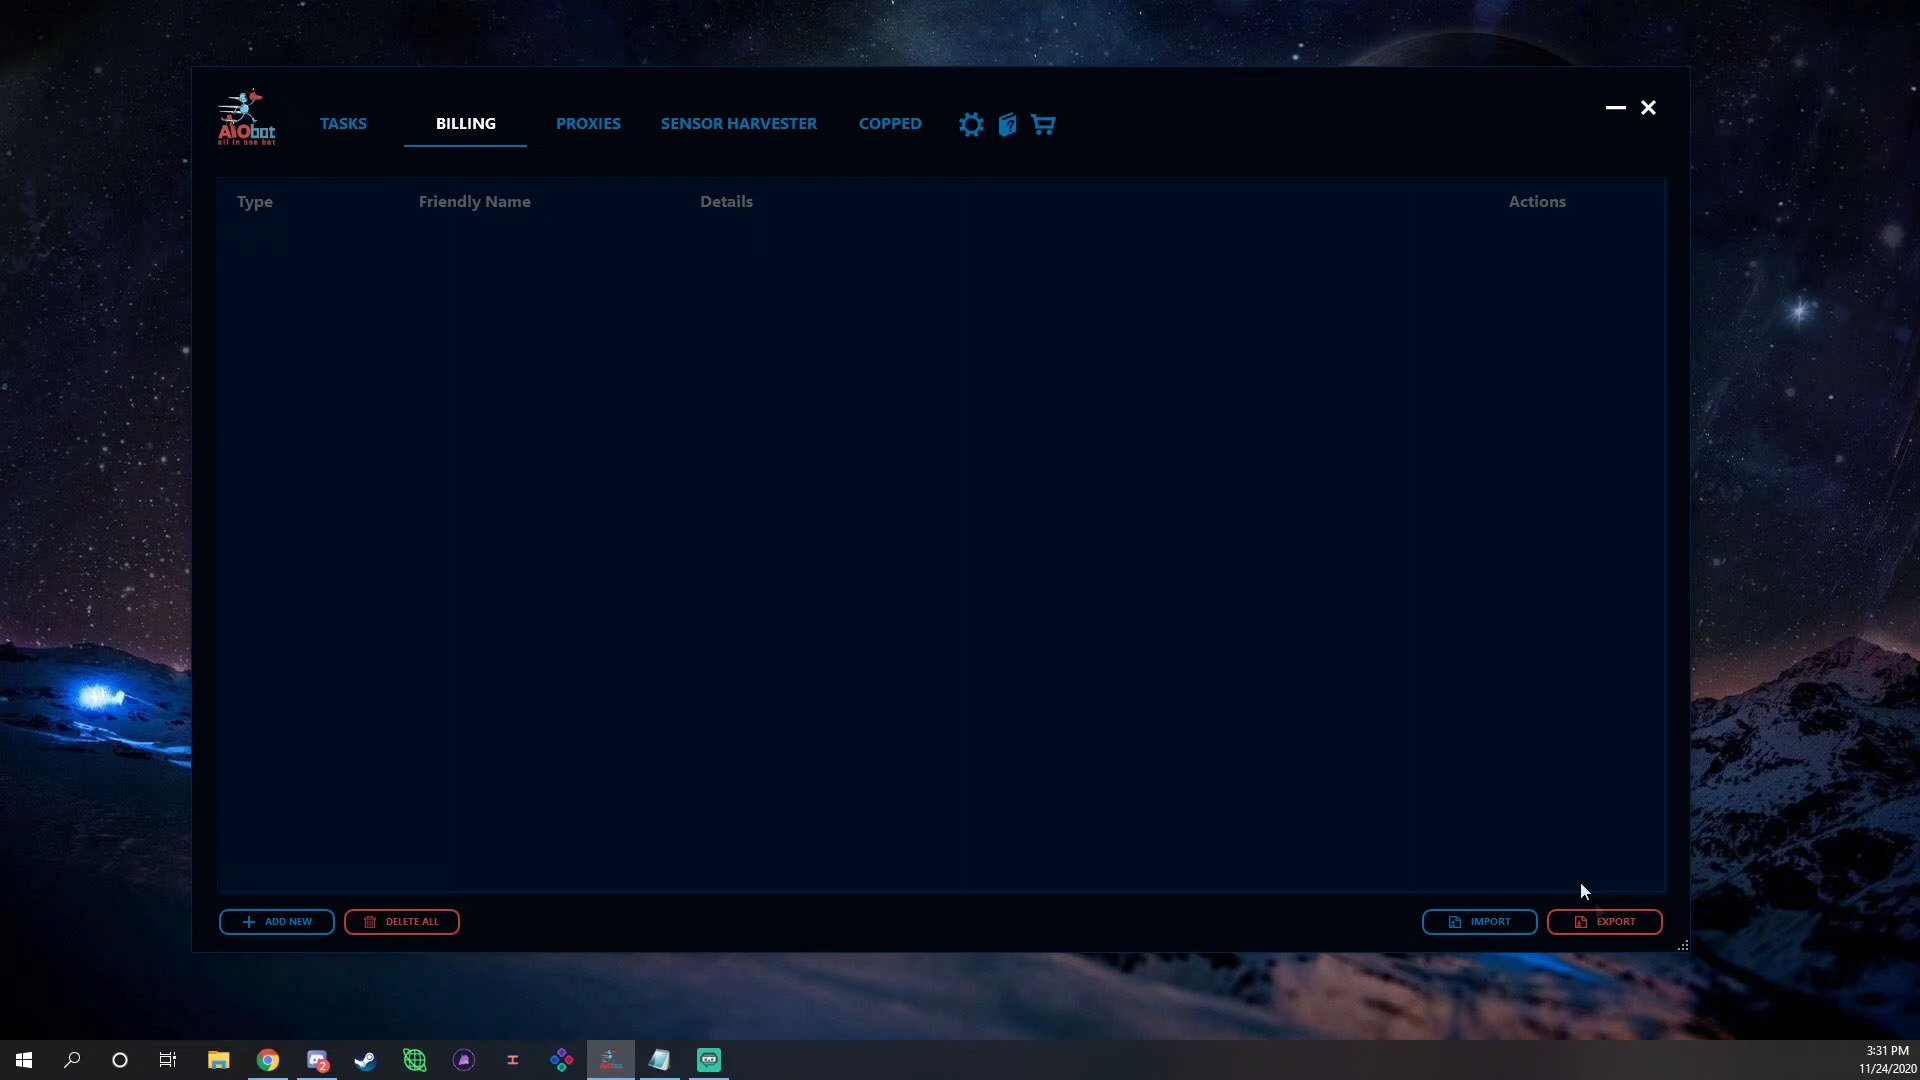 AIObot
all in one bot
TASKS
BILLING
PROXIES
SENSOR HARVESTER
COPPED
Type
Friendly Name
Details
Actions
ADD NEW
DELETE ALL
IMPORT
EXPORT
2
3:31 PM
11/24/2020